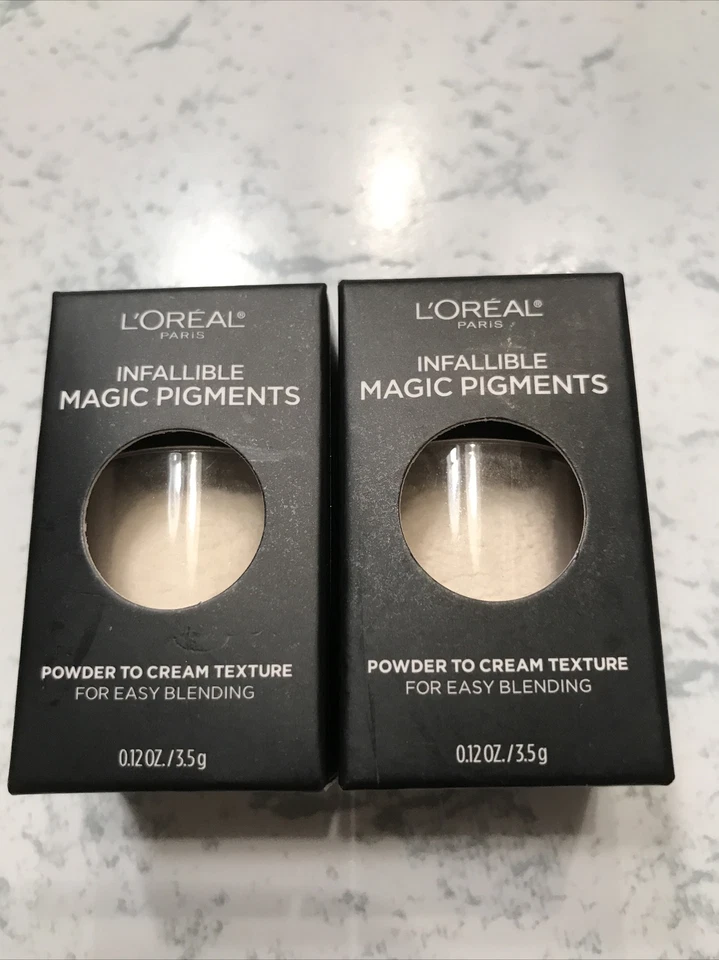 L'ORÉAL®
PARIS
INFALLIBLE
MAGIC PIGMENTS
POWDER TO CREAM TEXTURE
FOR EASY BLENDING
0.12 OZ./3.5g
L'ORÉAL®
PARIS
INFALLIBLE
MAGIC PIGMENTS
POWDER TO CREAM TEXTURE
FOR EASY BLENDING
0.12 OZ./3.5g